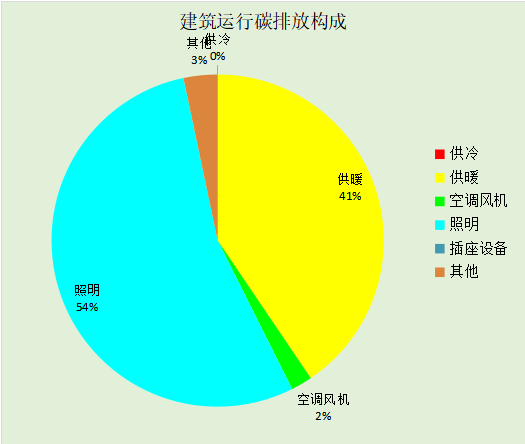 建筑运行碳排放构成
其他
3%
供冷
0%
供暖
41%
照明
54%
空调风机
2%
供冷
供暖
空调风机
照明
插座设备
其他